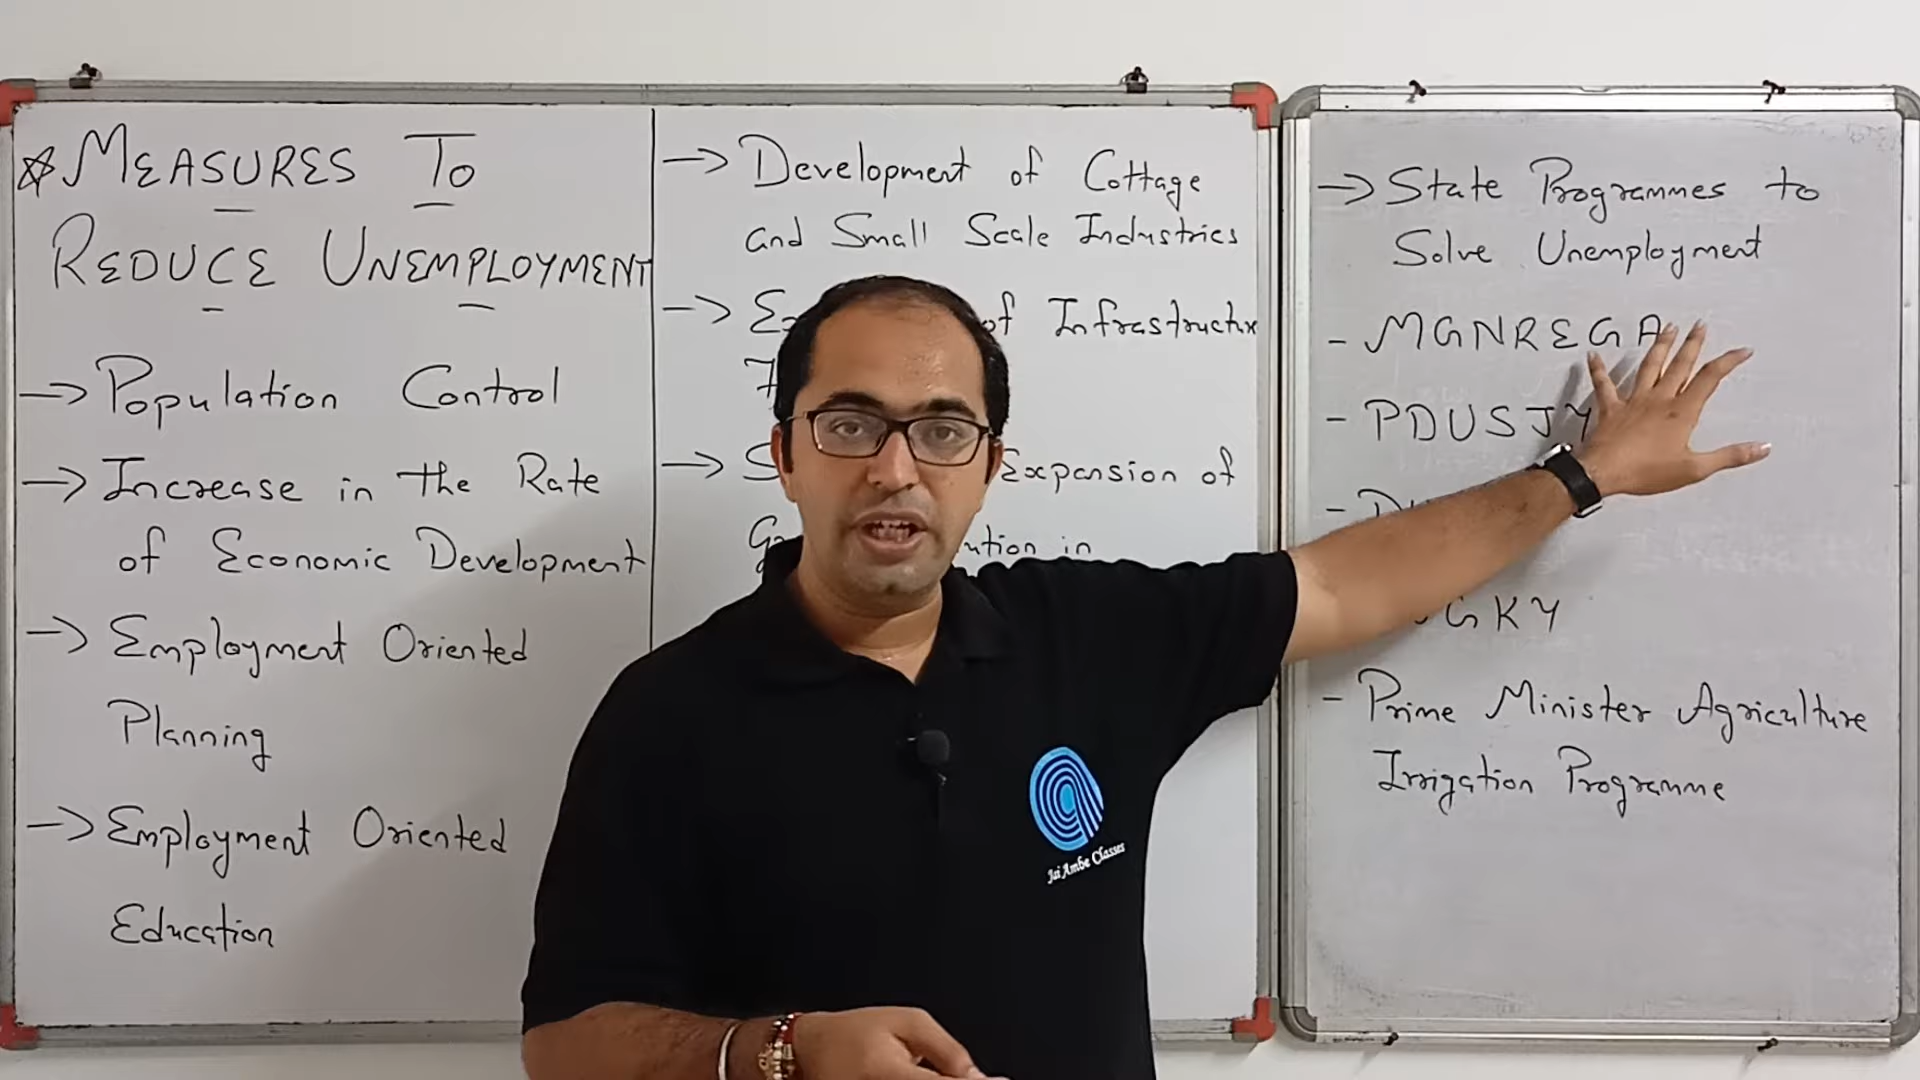 MEASURES TO
REDUCE UNEMPLOYMENT
→ Population Control
→ Increase in the Rate
of Economic Development
→ Employment Oriented
Planning
→ Employment Oriented
Education
→ Development of Cottage
and Small Scale Industries
→ of Infrastructure
→ Expansion of
in
→ State Programmes to
Solve Unemployment
- MGNREGA
- PDUSJY
GKY
- Prime Minister Agriculture
Irrigation Programme
Jai Ambe Classes